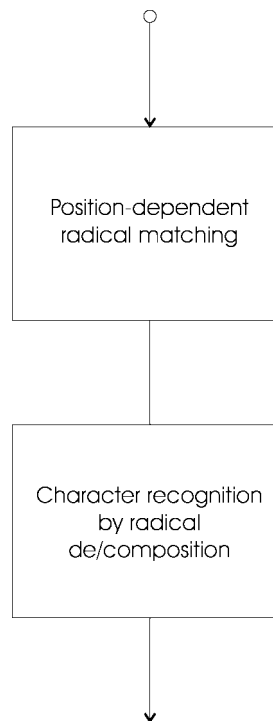 Position-dependent
radical matching
Character recognition
by radical
de/composition